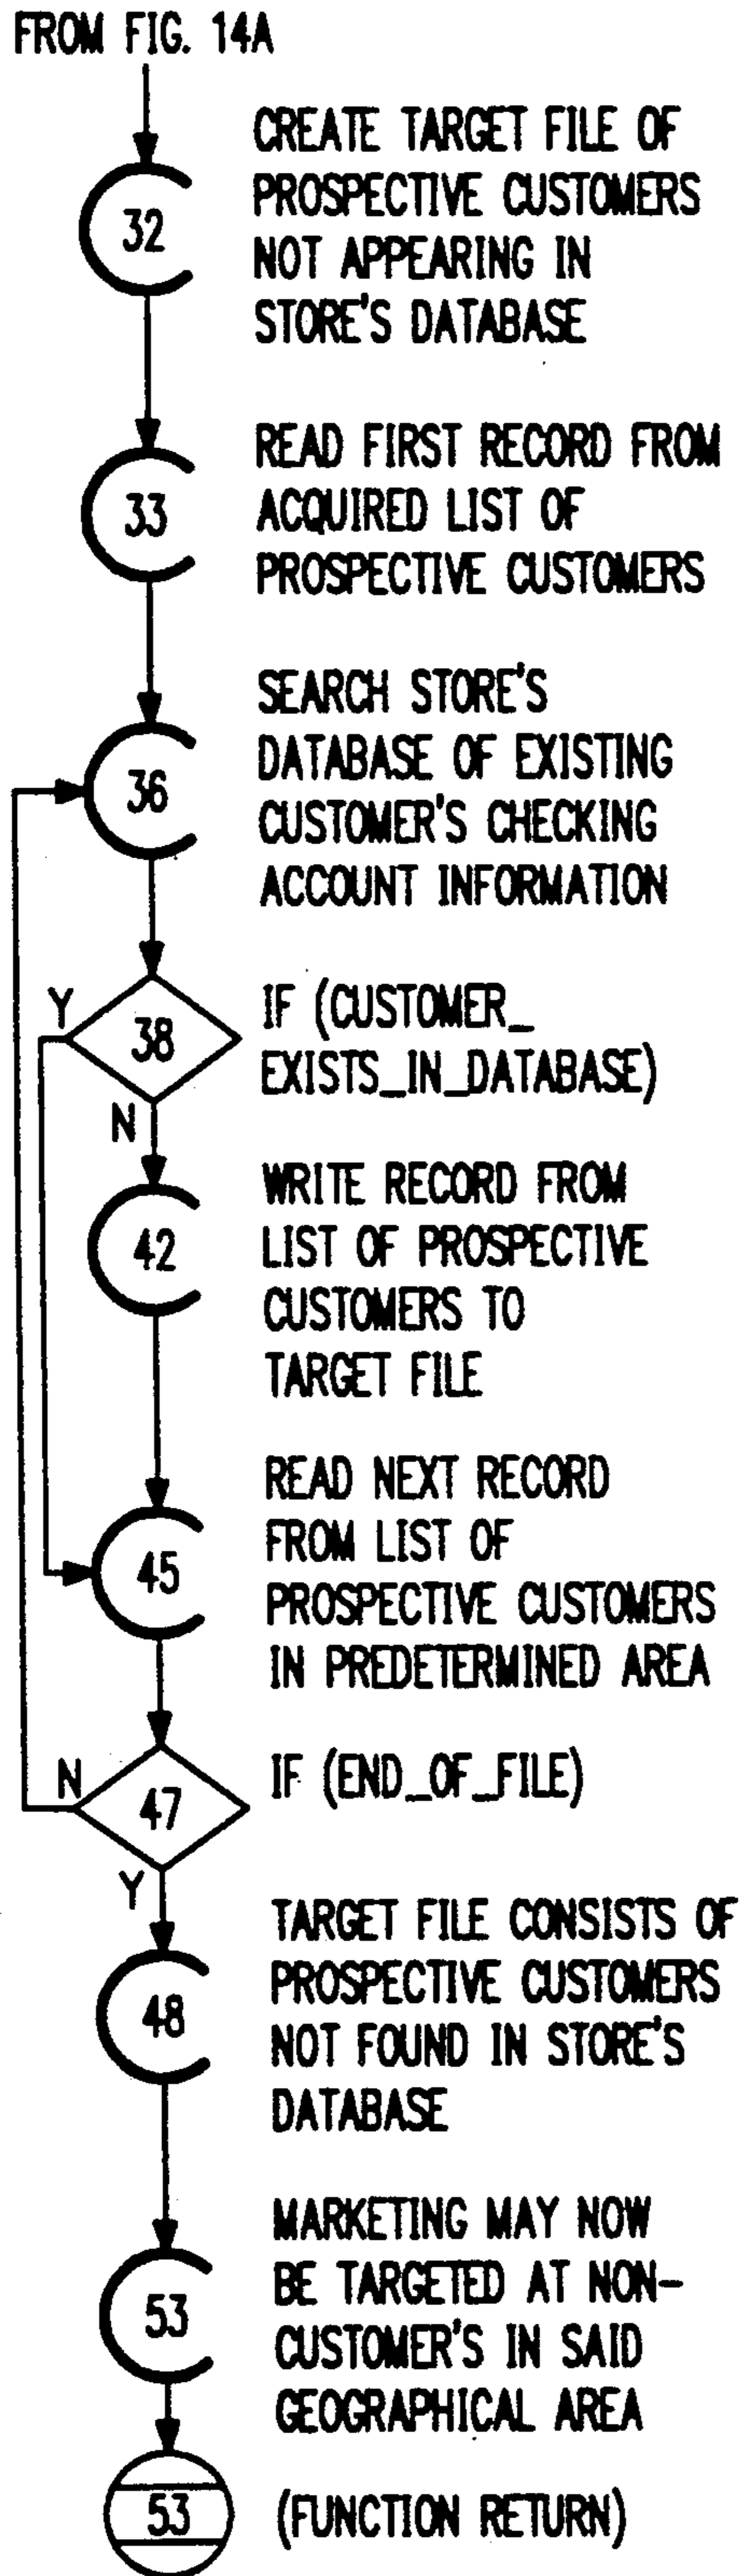 FROM FIG. 14A
32
CREATE TARGET FILE OF
PROSPECTIVE CUSTOMERS
NOT APPEARING IN
STORE'S DATABASE
33
READ FIRST RECORD FROM
ACQUIRED LIST OF
PROSPECTIVE CUSTOMERS
36
SEARCH STORE'S
DATABASE OF EXISTING
CUSTOMER'S CHECKING
ACCOUNT INFORMATION
Y
38
N
IF (CUSTOMER_
EXISTS_IN_DATABASE)
42
WRITE RECORD FROM
LIST OF PROSPECTIVE
CUSTOMERS TO
TARGET FILE
45
READ NEXT RECORD
FROM LIST OF
PROSPECTIVE CUSTOMERS
IN PREDETERMINED AREA
N
47
Y
IF (END_OF_FILE)
48
TARGET FILE CONSISTS OF
PROSPECTIVE CUSTOMERS
NOT FOUND IN STORE'S
DATABASE
53
MARKETING MAY NOW
BE TARGETED AT NON-
CUSTOMER'S IN SAID
GEOGRAPHICAL AREA
53
(FUNCTION RETURN)